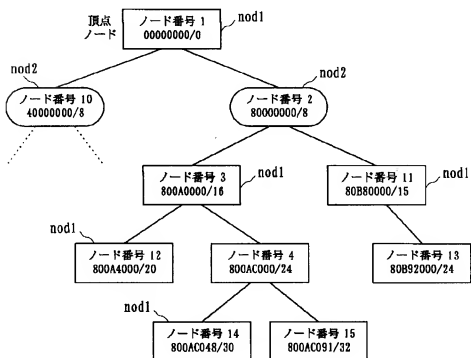 頂点
ノード
ノード番号 1
00000000/0
nod1
nod2
ノード番号 10
40000000/8
nod2
ノード番号 2
80000000/8
ノード番号 3
800A0000/16
nod1
ノード番号 11
80B80000/15
nod1
nod1
ノード番号 12
800A4000/20
ノード番号 4
800AC000/24
ノード番号 13
80B92000/24
nod1
ノード番号 14
800AC048/30
ノード番号 15
800AC091/32